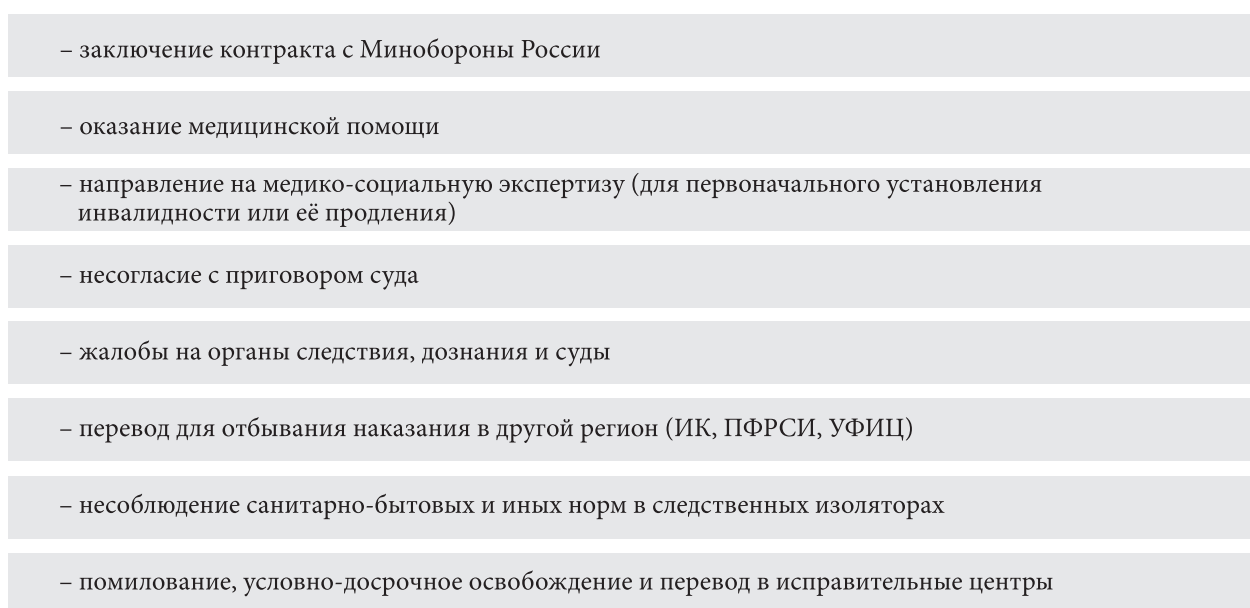 – заключение контракта с Минобороны России
– оказание медицинской помощи
– направление на медико-социальную экспертизу (для первоначального установления
инвалидности или её продления)
– несогласие с приговором суда
– жалобы на органы следствия, дознания и суды
– перевод для отбывания наказания в другой регион (ИК, ПФРСИ, УФИЦ)
– несоблюдение санитарно-бытовых и иных норм в следственных изоляторах
– помилование, условно-досрочное освобождение и перевод в исправительные центры